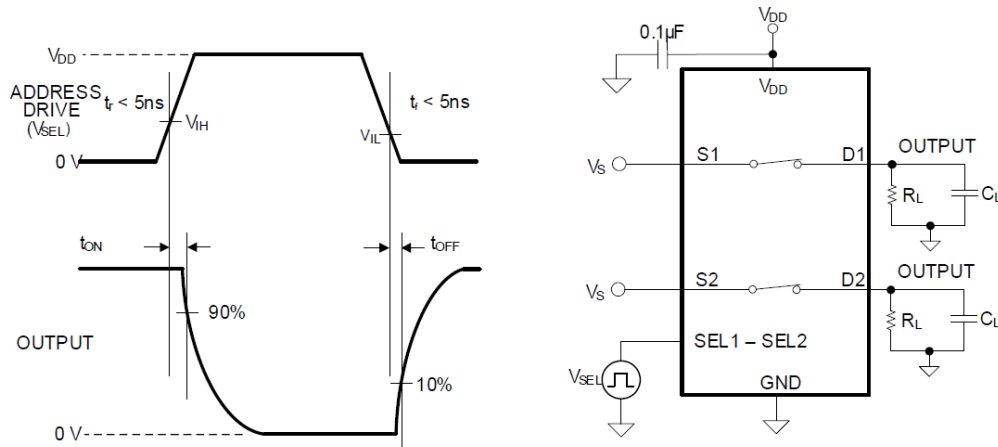 VDD
ADDRESS
DRIVE
(VSEL)
tr < 5ns
tf < 5ns
VIH
VIL
0 V
tON
tOFF
90%
OUTPUT
10%
0 V
VDD
0.1µF
VDD
OUTPUT
VS
S1
D1
RL
CL
OUTPUT
VS
S2
D2
RL
CL
SEL1 – SEL2
VSEL
GND